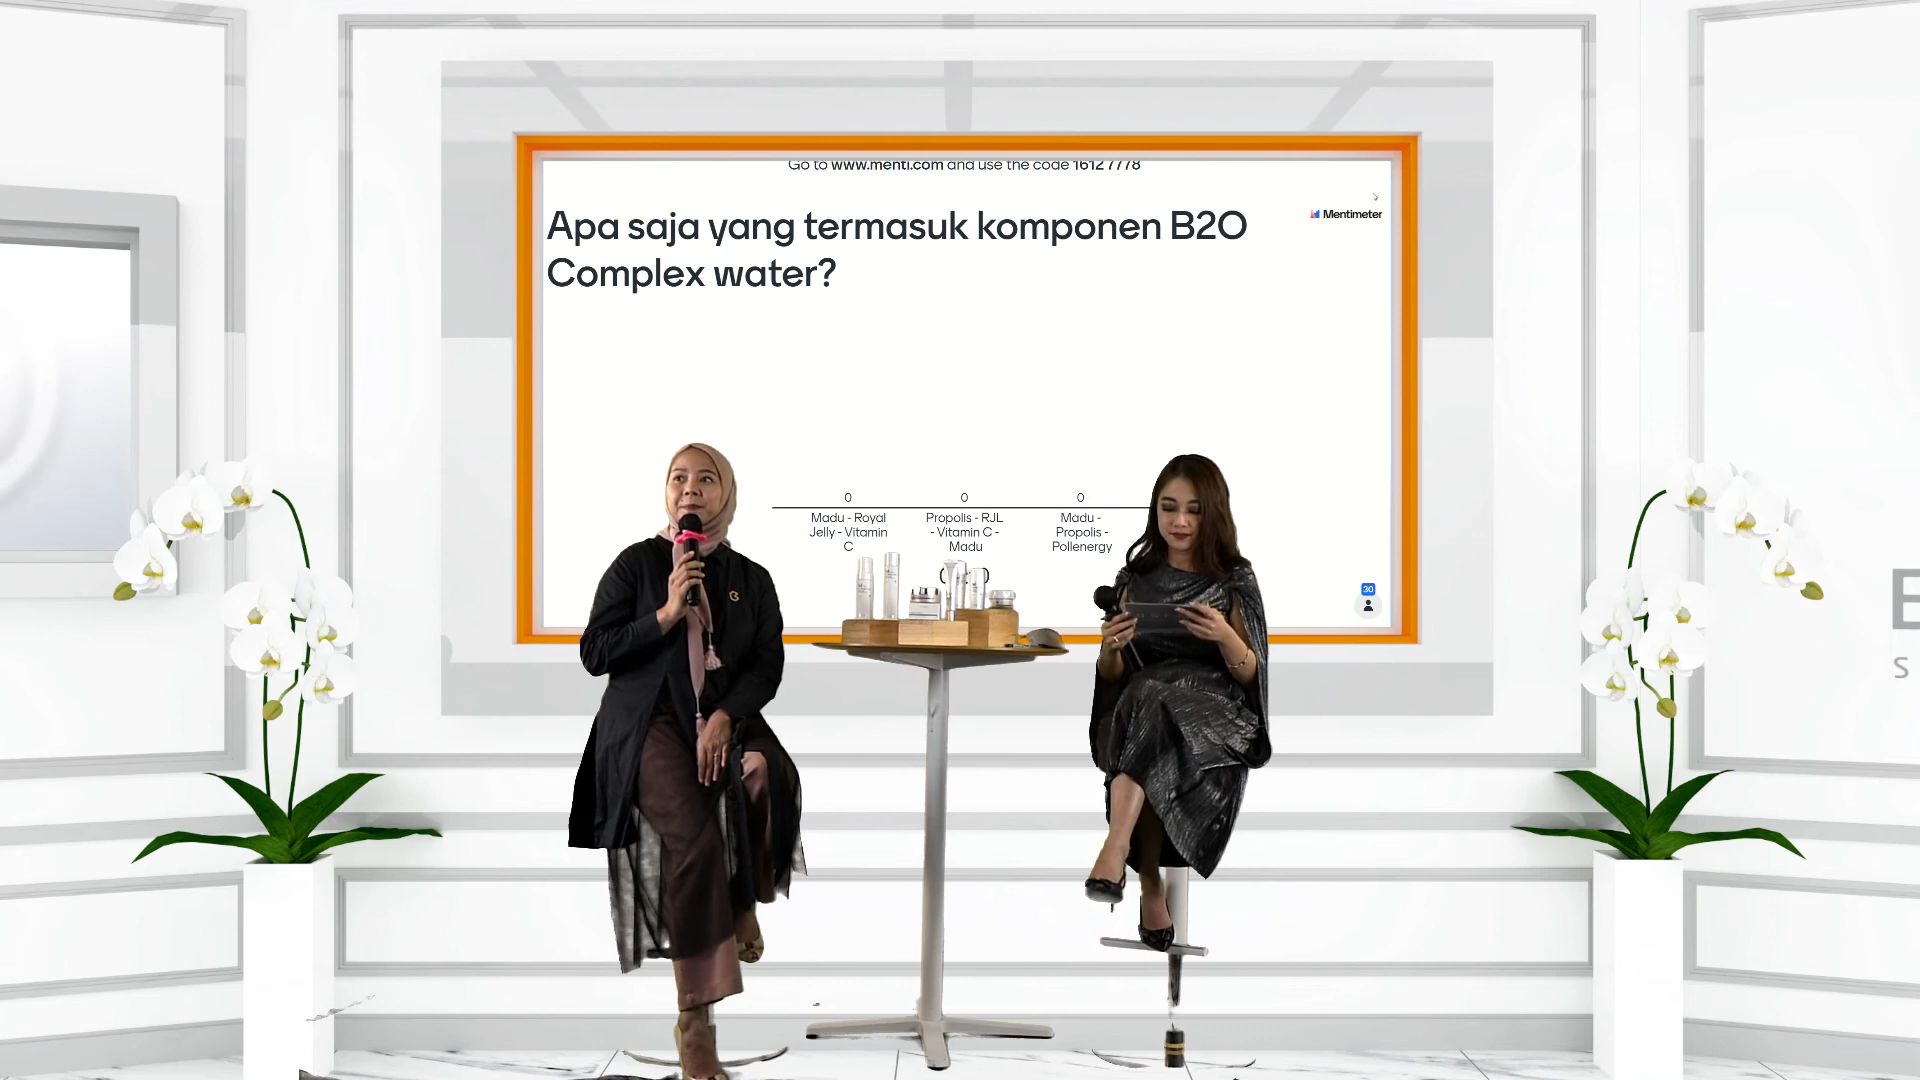 Go to www.menti.com and use the code 1612 7778
Mentimeter
Apa saja yang termasuk komponen B2O
Complex water?
0
0
0
Madu - Royal
Jelly - Vitamin
C
Propolis - RJL
- Vitamin C -
Madu
Madu -
Propolis -
Pollenergy
30
B
E
S